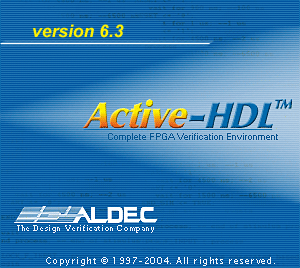 version 6.3
Active-HDL™
Complete FPGA Verification Environment
ALDEC
The Design Verification Company
Copyright © 1997-2004. All rights reserved.